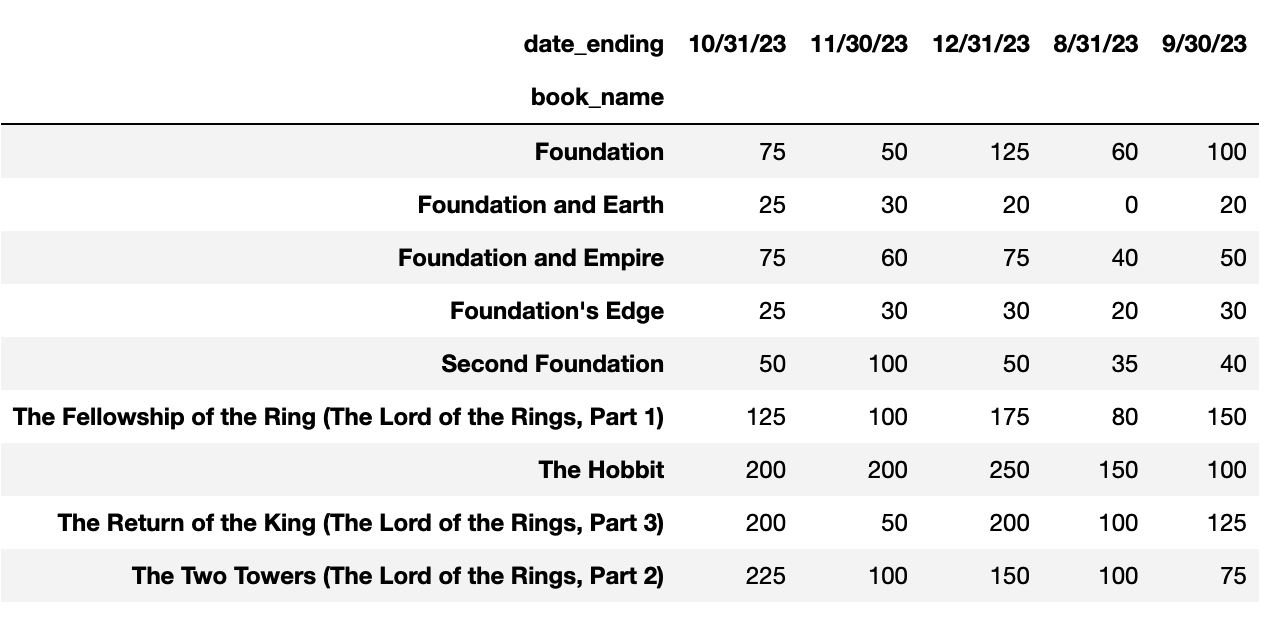 date_ending 10/31/23 11/30/23 12/31/23 8/31/23 9/30/23
book_name
Foundation 75 50 125 60 100
Foundation and Earth 25 30 20 0 20
Foundation and Empire 75 60 75 40 50
Foundation's Edge 25 30 30 20 30
Second Foundation 50 100 50 35 40
The Fellowship of the Ring (The Lord of the Rings, Part 1) 125 100 175 80 150
The Hobbit 200 200 250 150 100
The Return of the King (The Lord of the Rings, Part 3) 200 50 200 100 125
The Two Towers (The Lord of the Rings, Part 2) 225 100 150 100 75